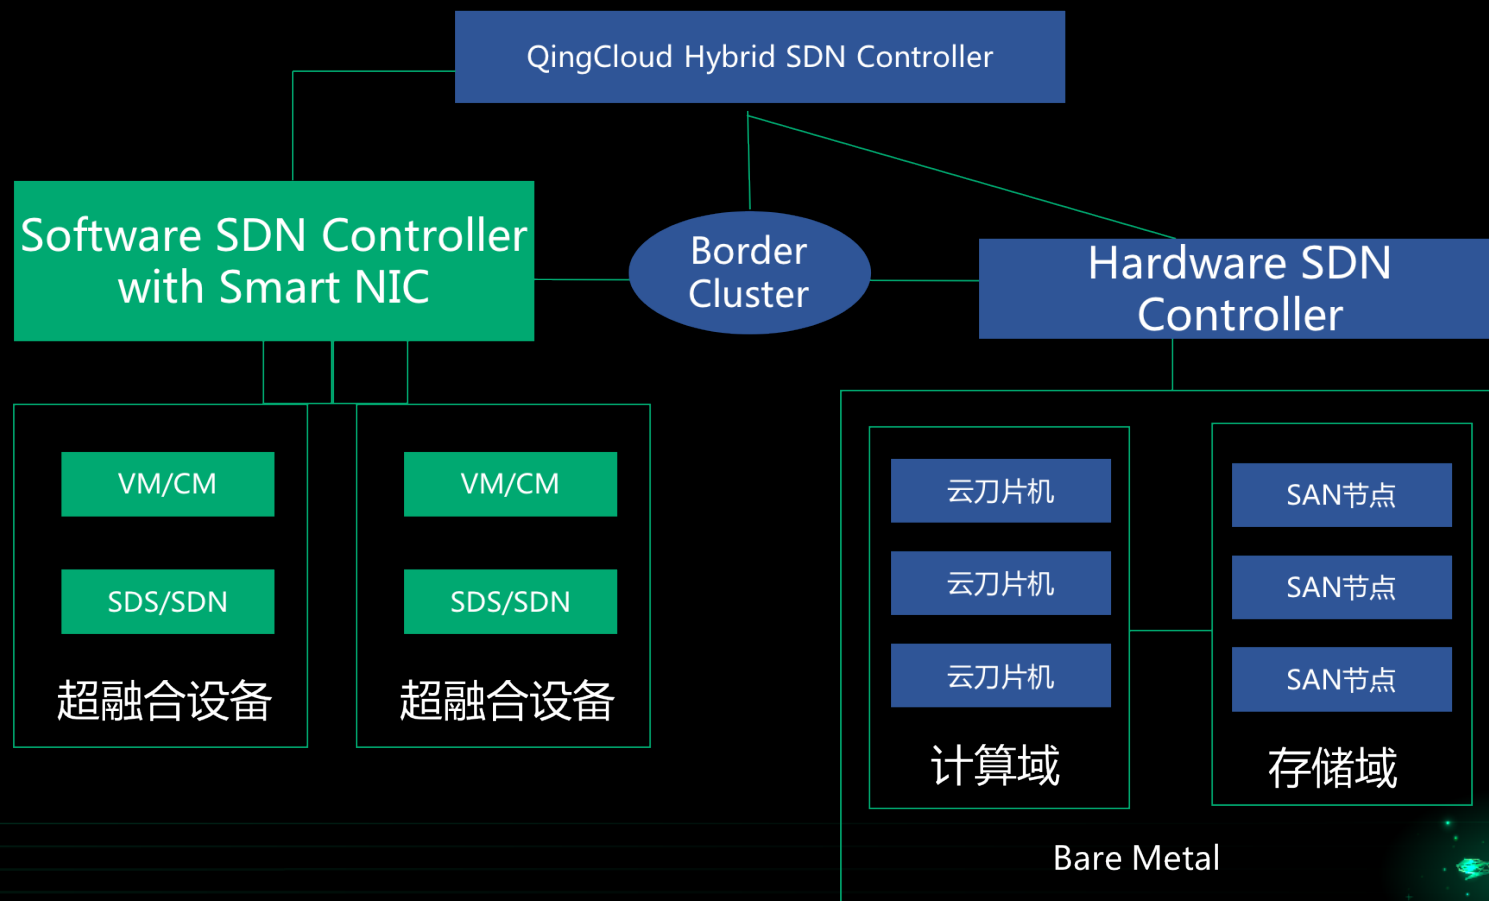 QingCloud Hybrid SDN Controller
Software SDN Controller
with Smart NIC
Border
Cluster
Hardware SDN
Controller
VM/CM
SDS/SDN
超融合设备
VM/CM
SDS/SDN
超融合设备
云刀片机
云刀片机
云刀片机
计算域
SAN节点
SAN节点
SAN节点
存储域
Bare Metal